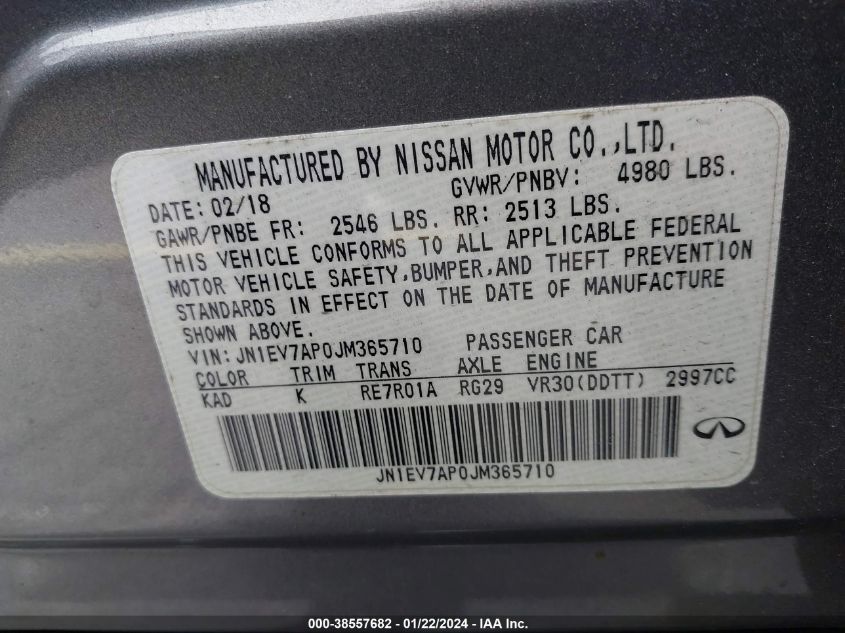 MANUFACTURED BY NISSAN MOTOR CO.,LTD.
DATE: 02/18 GVWR/PNBV: 4980 LBS.
GAWR/PNBE FR: 2546 LBS. RR: 2513 LBS.
THIS VEHICLE CONFORMS TO ALL APPLICABLE FEDERAL
MOTOR VEHICLE SAFETY,BUMPER,AND THEFT PREVENTION
STANDARDS IN EFFECT ON THE DATE OF MANUFACTURE
SHOWN ABOVE.
VIN: JN1EV7AP0JM365710 PASSENGER CAR
COLOR TRIM TRANS AXLE ENGINE
KAD K RE7R01A RG29 VR30(DDTT) 2997CC
JN1EV7AP0JM365710
000-38557682 - 01/22/2024 - IAA Inc.